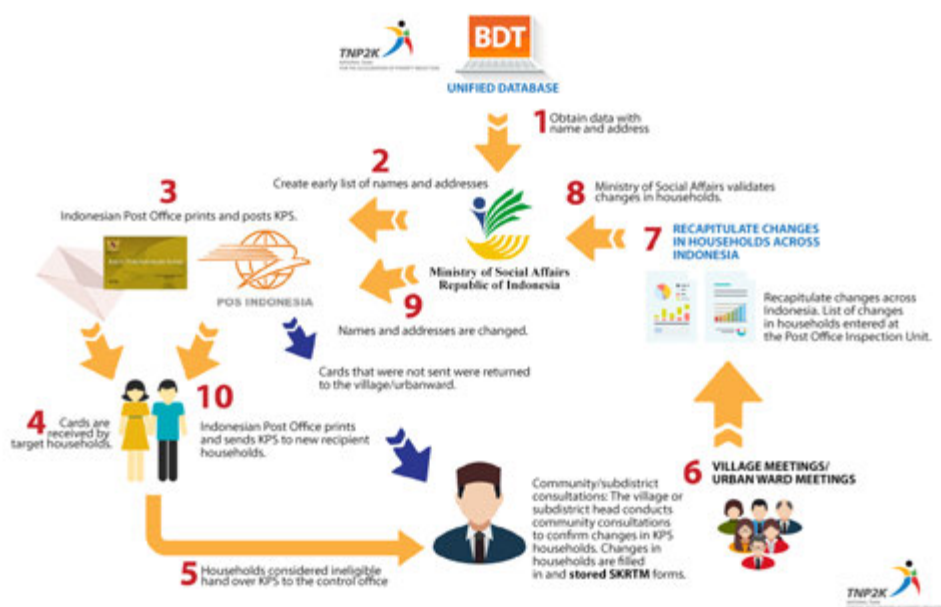 TNP2K
BDT
UNIFIED DATABASE
1 Obtain data with
name and address
2
Create early list of names and addresses
3
Indonesian Post Office prints and posts KPS.
POS INDONESIA
Ministry of Social Affairs
Republic of Indonesia
8 Ministry of Social Affairs
validates
changes in households.
7 RECAPITULATE CHANGES
IN HOUSEHOLDS ACROSS
INDONESIA
Recapitulate changes across
Indonesia. List of changes
in households entered at
the Post Office Inspection Unit.
9
Names and addresses are changed.
Cards that were not sent were returned
to the village/urbanward.
4 Cards are
received by
target households.
10
Indonesian Post Office prints
and sends KPS to new recipient
households.
5 Households considered ineligible
hand over KPS to the control office
Community/subdistrict
consultations: The village or
subdistrict head conducts
community consultations
to confirm changes in KPS
households. Changes in
households are filled
in and stored SKRTM forms.
6 VILLAGE MEETINGS/
URBAN WARD MEETINGS
TNP2K